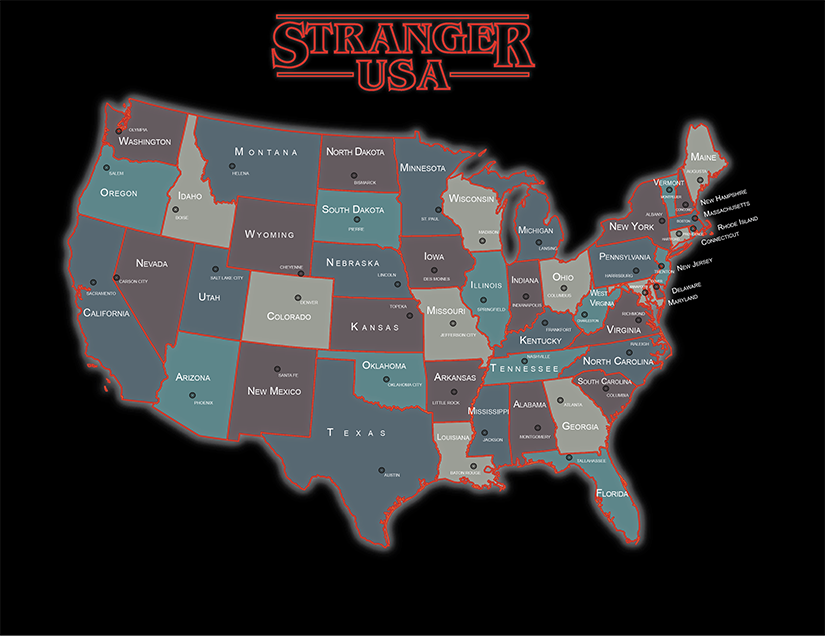 STRANGER
USA
OLYMPIA
WASHINGTON
MONTANA
HELENA
NORTH DAKOTA
BISMARCK
MINNESOTA
ST. PAUL
MAINE
AUGUSTA
SALEM
OREGON
IDAHO
BOISE
SOUTH DAKOTA
PIERRE
WISCONSIN
MADISON
MICHIGAN
LANSING
VERMONT
MONTPELIER
CONCORD
NEW HAMPSHIRE
ALBANY
NEW YORK
BOSTON
MASSACHUSETTS
RHODE ISLAND
CONNECTICUT
WYOMING
CHEYENNE
NEVADA
CARSON CITY
SACRAMENTO
CALIFORNIA
SALT LAKE CITY
UTAH
DENVER
COLORADO
NEBRASKA
LINCOLN
IOWA
DES MOINES
ILLINOIS
SPRINGFIELD
INDIANA
INDIANAPOLIS
OHIO
COLUMBUS
PENNSYLVANIA
HARRISBURG
TRENTON
NEW JERSEY
DELAWARE
MARYLAND
WEST
VIRGINIA
CHARLESTON
RICHMOND
VIRGINIA
TOPEKA
KANSAS
MISSOURI
JEFFERSON CITY
FRANKFORT
KENTUCKY
NASHVILLE
TENNESSEE
RALEIGH
NORTH CAROLINA
SOUTH CAROLINA
COLUMBIA
ARIZONA
PHOENIX
SANTA FE
NEW MEXICO
OKLAHOMA
OKLAHOMA CITY
ARKANSAS
LITTLE ROCK
MISSISSIPPI
JACKSON
ALABAMA
MONTGOMERY
ATLANTA
GEORGIA
TEXAS
AUSTIN
LOUISIANA
BATON ROUGE
TALLAHASSEE
FLORIDA